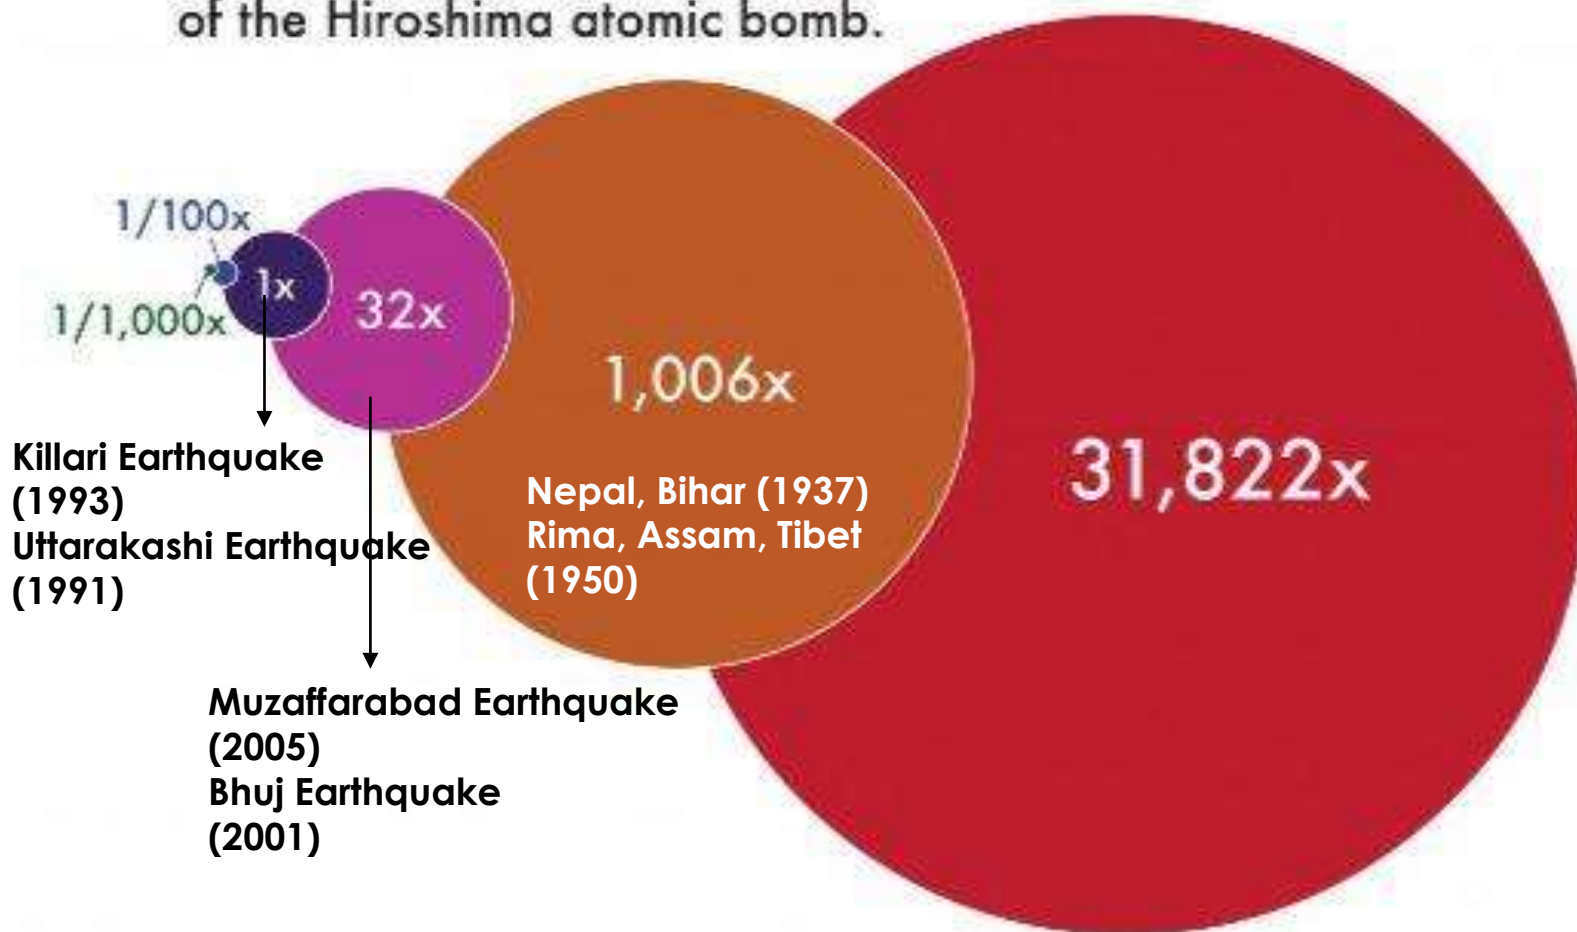 of the Hiroshima atomic bomb.
1/100x
1x
1/1,000x
32x
1,006x
31,822x
Killari Earthquake
(1993)
Uttarakashi Earthquake
(1991)
Nepal, Bihar (1937)
Rima, Assam, Tibet
(1950)
Muzaffarabad Earthquake
(2005)
Bhuj Earthquake
(2001)